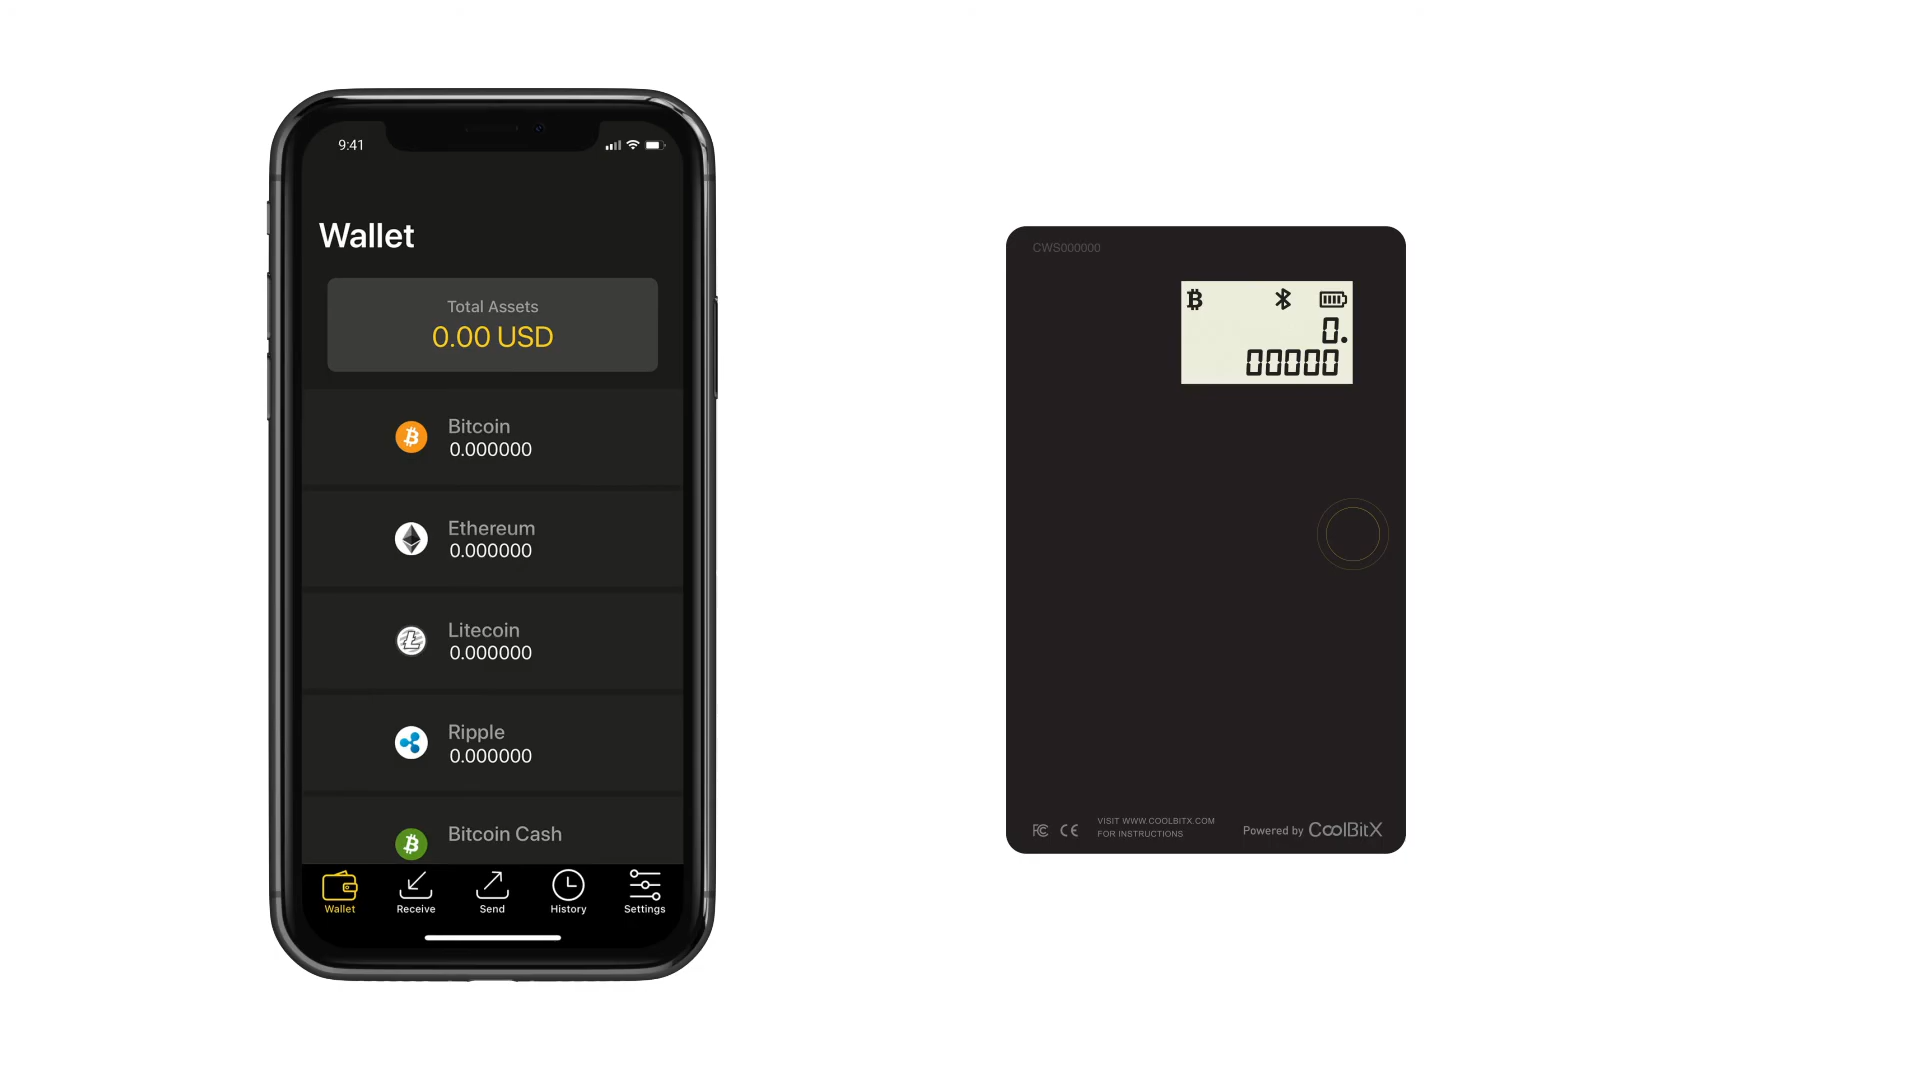 9:41
Wallet
Total Assets
0.00 USD
Bitcoin
0.000000
Ethereum
0.000000
Litecoin
0.000000
Ripple
0.000000
Bitcoin Cash
Wallet
Receive
Send
History
Settings
CWS000000
0.
00000
FC CE
VISIT WWW.COOLBITX.COM
FOR INSTRUCTIONS
Powered by CoolBitX